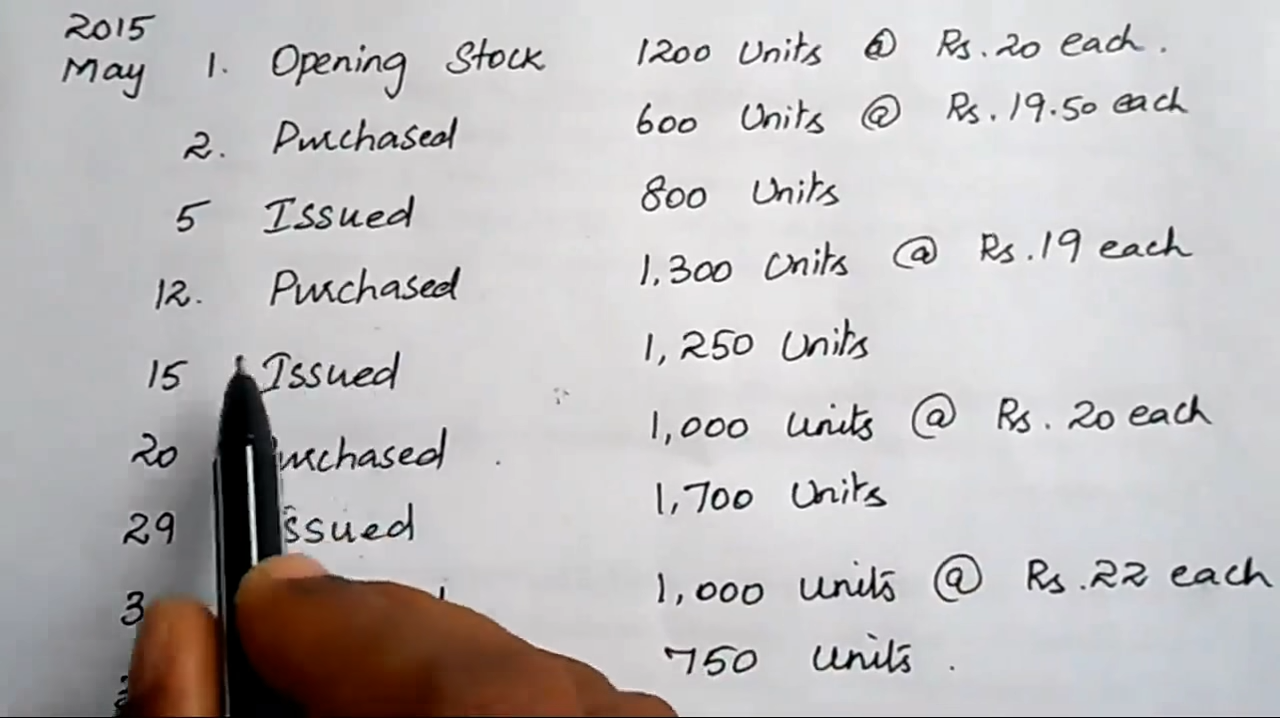 2015
May 1. Opening Stock 1200 Units @ Rs.20 each.
2. Purchased 600 Units @ Rs.19.50 each
5 Issued 800 Units
12. Purchased 1,300 Units @ Rs.19 each
15 Issued 1,250 Units
20 1,000 Units @ Rs. 20 each
29 1,700 Units
1,000 Units @ Rs.22 each
750 Units.